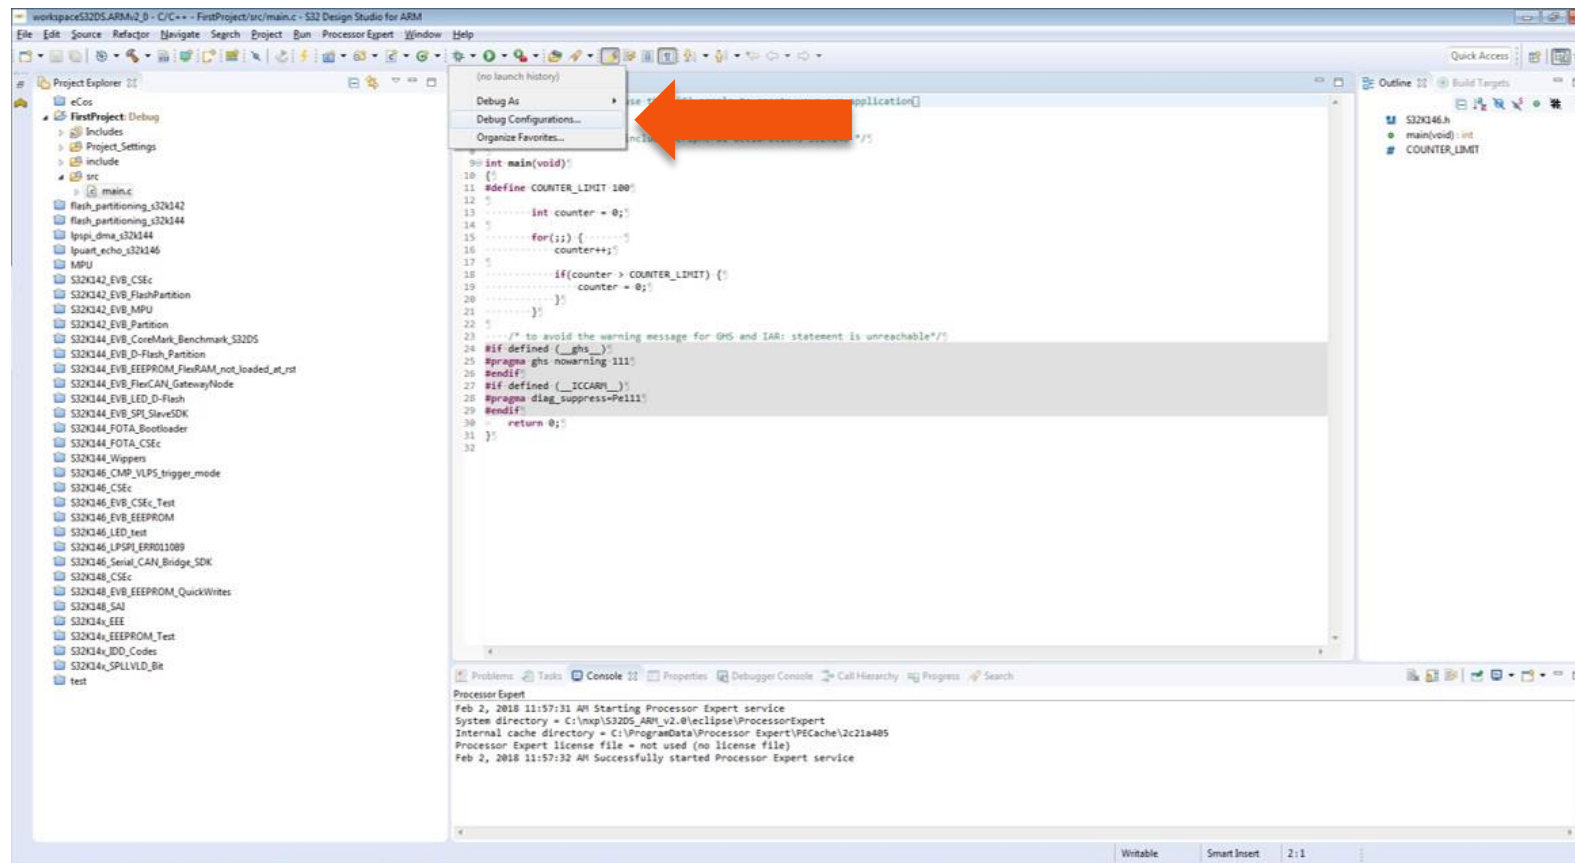 workspaceS32DS.ARMv2_0 - C/C++ - FirstProject/src/main.c - S32 Design Studio for ARM
File Edit Source Refactor Navigate Search Project Run Processor Expert Window Help
Quick Access
Project Explorer
eCos
FirstProject: Debug
Includes
Project_Settings
include
src
main.c
flash_partitioning_s32k142
flash_partitioning_s32k144
lpspi_dma_s32k144
lpuart_echo_s32k146
MPU
S32K142_EVB_CSEc
S32K142_EVB_FlashPartition
S32K142_EVB_MPU
S32K142_EVB_Partition
S32K144_EVB_CoreMark_Benchmark_S32DS
S32K144_EVB_D-Flash_Partition
S32K144_EVB_EEEPROM_FlexRAM_not_loaded_at_rst
S32K144_EVB_FlexCAN_GatewayNode
S32K144_EVB_LED_D-Flash
S32K144_EVB_SPI_SlaveSDK
S32K144_FOTA_Bootloader
S32K144_FOTA_CSEc
S32K144_Wippers
S32K146_CMP_VLPS_trigger_mode
S32K146_CSEc
S32K146_EVB_CSEc_Test
S32K146_EVB_EEEPROM
S32K146_LED_test
S32K146_LPSPI_ERR011089
S32K146_Serial_CAN_Bridge_SDK
S32K148_CSEc
S32K148_EVB_EEEPROM_QuickWrites
S32K148_SAI
S32K14x_EEE
S32K14x_EEEPROM_Test
S32K14x_IDD_Codes
S32K14x_SPLLVLD_Bit
test
(no launch history)
Debug As
Debug Configurations...
Organize Favorites...
application
*/
9 int main(void)
10 {
11 #define COUNTER_LIMIT 100
12
13 int counter = 0;
14
15 for(;;) {
16 counter++;
17
18 if(counter > COUNTER_LIMIT) {
19 counter = 0;
20 }
21 }
22
23 /* to avoid the warning message for GHS and IAR: statement is unreachable*/
24 #if defined (__ghs__)
25 #pragma ghs nowarning 111
26 #endif
27 #if defined (__ICCARM__)
28 #pragma diag_suppress=Pe111
29 #endif
30 return 0;
31 }
32
Outline Build Targets
S32K146.h
main(void) : int
COUNTER_LIMIT
Problems Tasks Console Properties Debugger Console Call Hierarchy Progress Search
Processor Expert
Feb 2, 2018 11:57:31 AM Starting Processor Expert service
System directory = C:\nxp\S32DS_ARM_v2.0\eclipse\ProcessorExpert
Internal cache directory = C:\ProgramData\Processor Expert\PECache\2c21a405
Processor Expert license file = not used (no license file)
Feb 2, 2018 11:57:32 AM Successfully started Processor Expert service
Writable Smart Insert 2:1